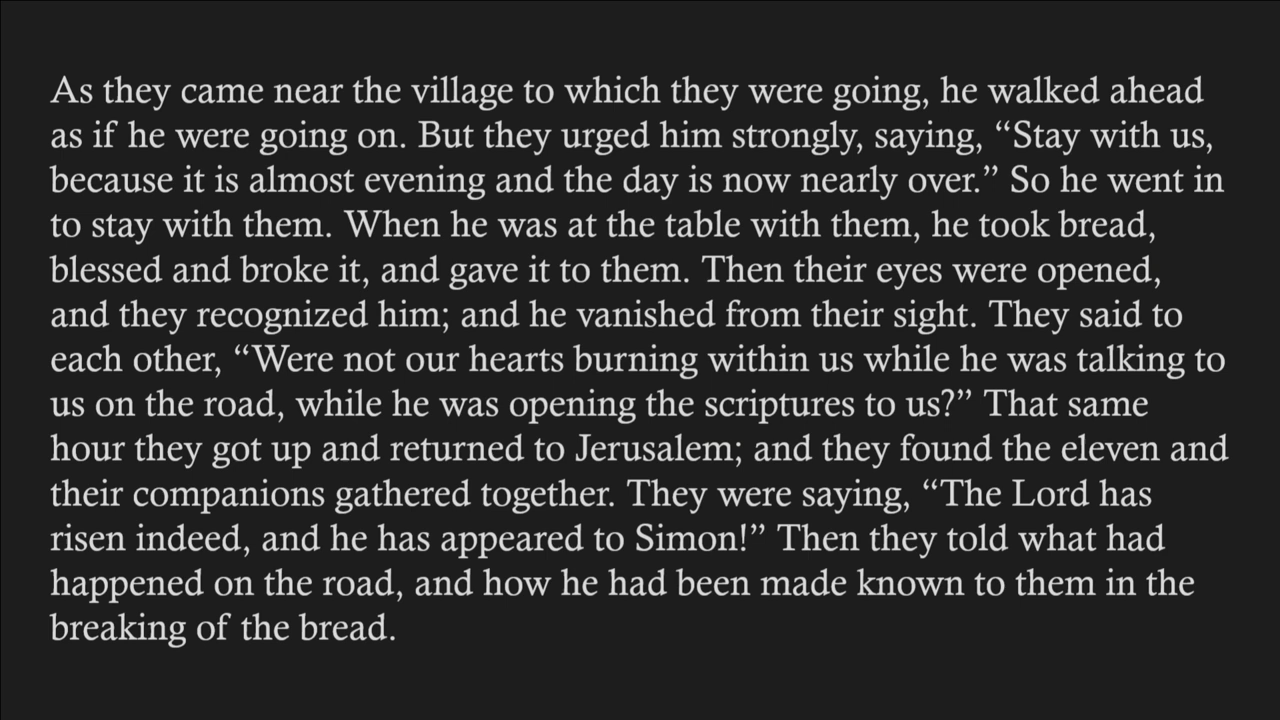 As they came near the village to which they were going, he walked ahead
as if he were going on. But they urged him strongly, saying, “Stay with us,
because it is almost evening and the day is now nearly over.” So he went in
to stay with them. When he was at the table with them, he took bread,
blessed and broke it, and gave it to them. Then their eyes were opened,
and they recognized him; and he vanished from their sight. They said to
each other, “Were not our hearts burning within us while he was talking to
us on the road, while he was opening the scriptures to us?” That same
hour they got up and returned to Jerusalem; and they found the eleven and
their companions gathered together. They were saying, “The Lord has
risen indeed, and he has appeared to Simon!” Then they told what had
happened on the road, and how he had been made known to them in the
breaking of the bread.